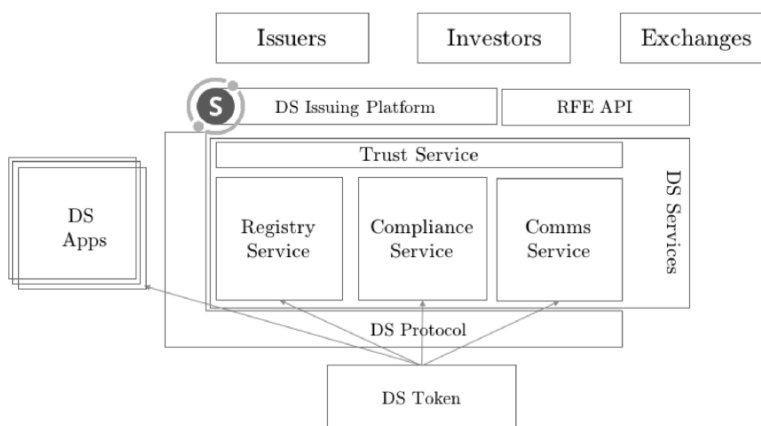 Issuers
Investors
Exchanges
S
DS Issuing Platform
RFE API
Trust Service
DS Services
DS
Apps
Registry
Service
Compliance
Service
Comms
Service
DS Protocol
DS Token